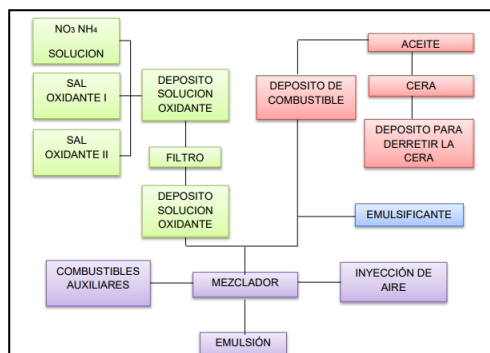 NO₃ NH₄
SOLUCION
SAL
OXIDANTE I
SAL
OXIDANTE II
DEPOSITO
SOLUCION
OXIDANTE
FILTRO
DEPOSITO
SOLUCION
OXIDANTE
DEPOSITO DE
COMBUSTIBLE
ACEITE
CERA
DEPOSITO PARA
DERRETIR LA
CERA
EMULSIFICANTE
COMBUSTIBLES
AUXILIARES
MEZCLADOR
INYECCIÓN DE
AIRE
EMULSIÓN